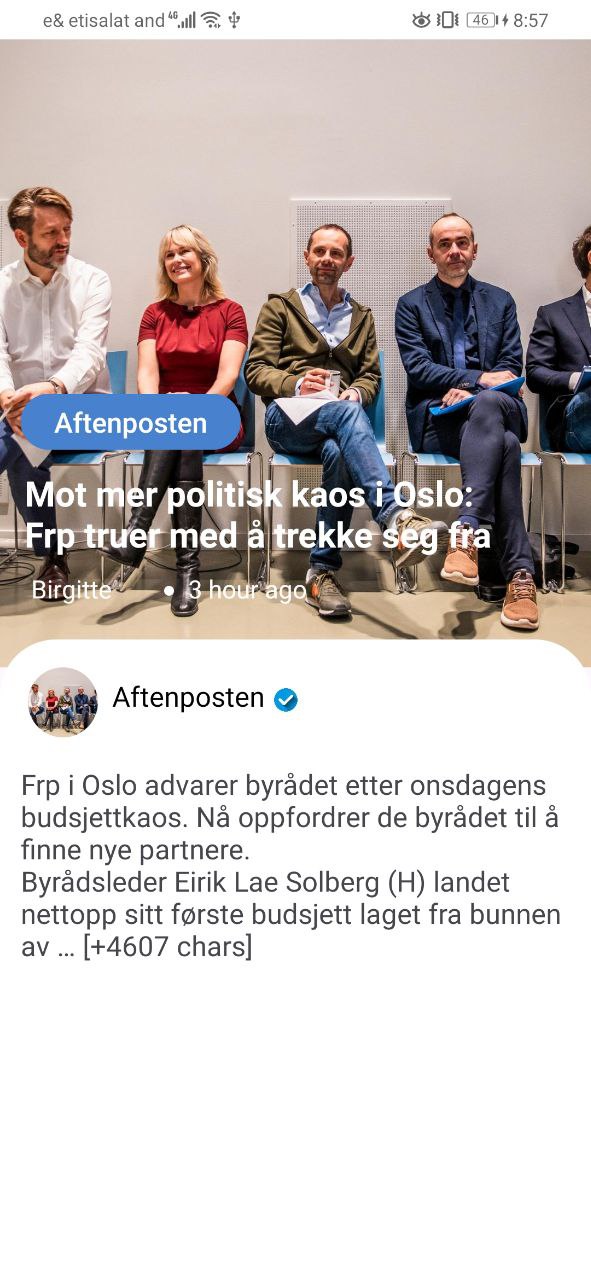 e& etisalat and 4G 46 8:57
Aftenposten
Mot mer politisk kaos i Oslo:
Frp truer med å trekke seg fra
Birgitte • 3 hour ago
Aftenposten
Frp i Oslo advarer byrådet etter onsdagens
budsjettkaos. Nå oppfordrer de byrådet til å
finne nye partnere.
Byrådsleder Eirik Lae Solberg (H) landet
nettopp sitt første budsjett laget fra bunnen
av … [+4607 chars]